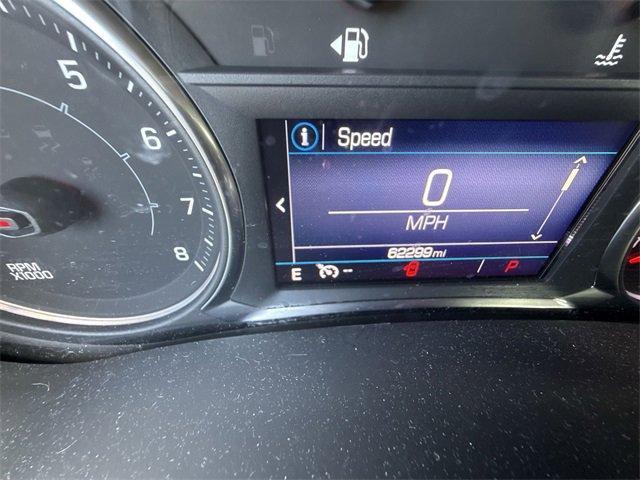 5
6
7
8
RPM
X1000
i Speed
0
MPH
62299mi
E -- P